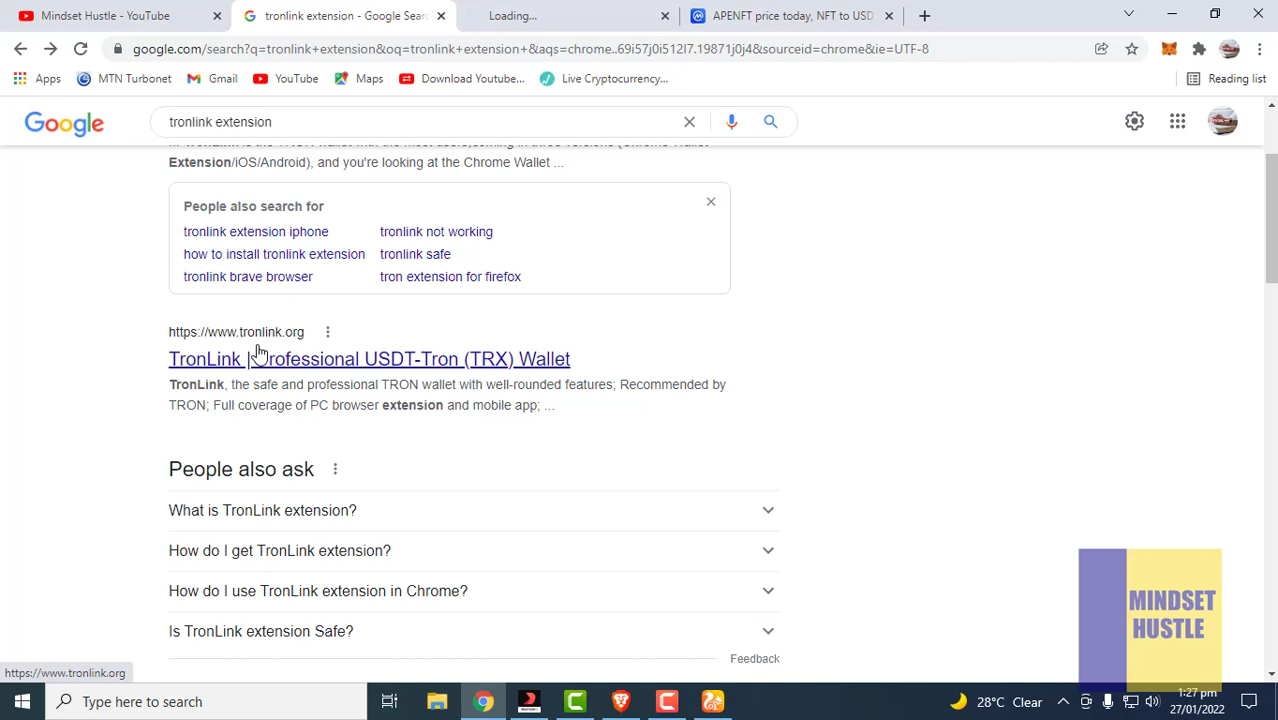 Mindset Hustle - YouTube
tronlink extension - Google Sear
Loading...
APENFT price today, NFT to USD
google.com/search?q=tronlink+extension&oq=tronlink+extension+&aqs=chrome..69i57j0i512l7.19871j0j4&sourceid=chrome&ie=UTF-8
Apps
MTN Turbonet
Gmail
YouTube
Maps
Download Youtube...
Live Cryptocurrency...
Reading list
Google
tronlink extension
Extension/iOS/Android), and you're looking at the Chrome Wallet ...
People also search for
tronlink extension iphone
tronlink not working
how to install tronlink extension
tronlink safe
tronlink brave browser
tron extension for firefox
https://www.tronlink.org
TronLink | Professional USDT-Tron (TRX) Wallet
TronLink, the safe and professional TRON wallet with well-rounded features; Recommended by
TRON; Full coverage of PC browser extension and mobile app; ...
People also ask
What is TronLink extension?
How do I get TronLink extension?
How do I use TronLink extension in Chrome?
Is TronLink extension Safe?
Feedback
MINDSET
HUSTLE
https://www.tronlink.org
Type here to search
28°C Clear
1:27 pm
27/01/2022